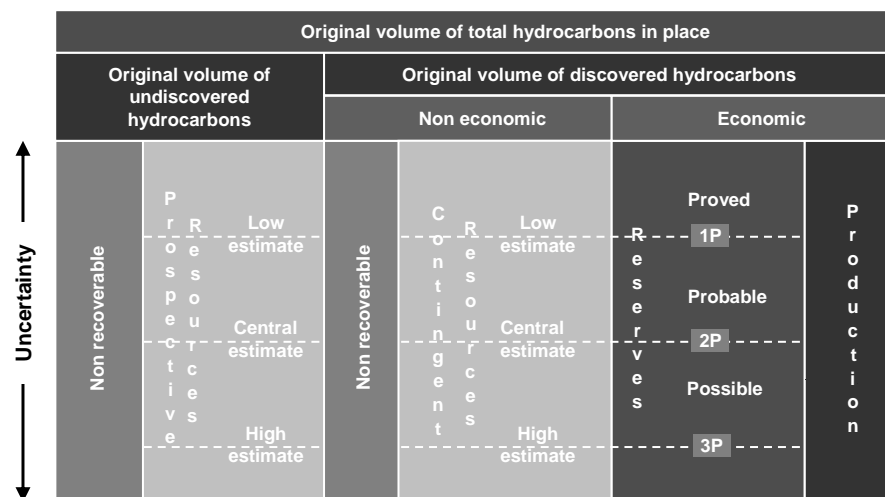 Original volume of total hydrocarbons in place
Original volume of
undiscovered
hydrocarbons
Original volume of discovered hydrocarbons
Non economic
Economic
Uncertainty
Non recoverable
Prospective
Resources
Low
estimate
Central
estimate
High
estimate
Non recoverable
Contingent
Resources
Low
estimate
Central
estimate
High
estimate
Reserves
Proved
1P
Probable
2P
Possible
3P
Production